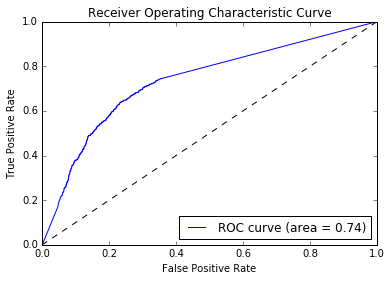 Receiver Operating Characteristic Curve
1.0
0.8
0.6
0.4
0.2
0.0
True Positive Rate
ROC curve (area = 0.74)
0.0 0.2 0.4 0.6 0.8 1.0
False Positive Rate